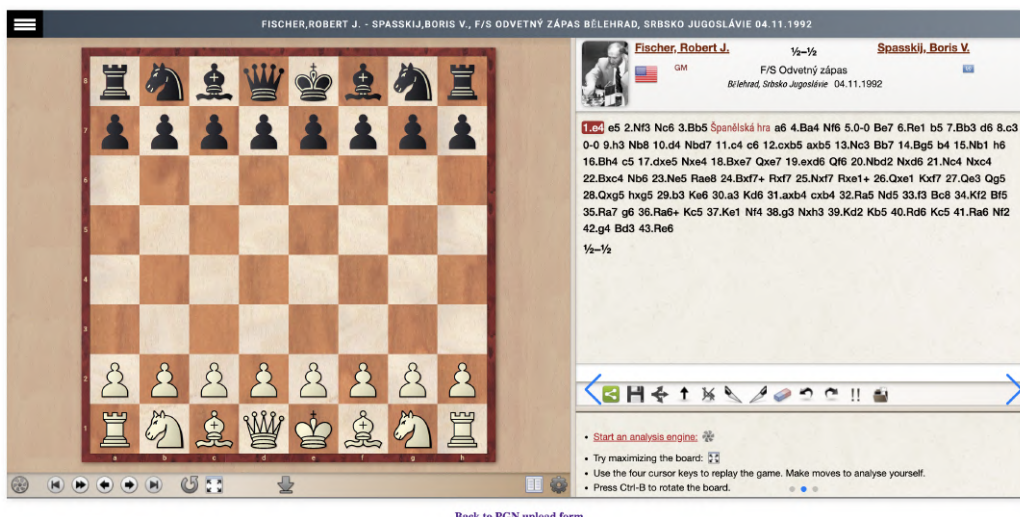 FISCHER,ROBERT J. - SPASSKIJ,BORIS V., F/S ODVETNÝ ZÁPAS BĚLEHRAD, SRBSKO JUGOSLÁVIE 04.11.1992
8
7
6
5
4
3
2
1
a b c d e f g h
Fischer, Robert J. ½–½ Spasskij, Boris V.
GM F/S Odvetný zápas
Bělehrad, Srbsko Jugoslávie 04.11.1992
1.e4 e5 2.Nf3 Nc6 3.Bb5 Španělská hra a6 4.Ba4 Nf6 5.0-0 Be7 6.Re1 b5 7.Bb3 d6 8.c3
0-0 9.h3 Nb8 10.d4 Nbd7 11.c4 c6 12.cxb5 axb5 13.Nc3 Bb7 14.Bg5 b4 15.Nb1 h6
16.Bh4 c5 17.dxe5 Nxe4 18.Bxe7 Qxe7 19.exd6 Qf6 20.Nbd2 Nxd6 21.Nc4 Nxc4
22.Bxc4 Nb6 23.Ne5 Rae8 24.Bxf7+ Rxf7 25.Nxf7 Rxe1+ 26.Qxe1 Kxf7 27.Qe3 Qg5
28.Qxg5 hxg5 29.b3 Ke6 30.a3 Kd6 31.axb4 cxb4 32.Ra5 Nd5 33.f3 Bc8 34.Kf2 Bf5
35.Ra7 g6 36.Ra6+ Kc5 37.Ke1 Nf4 38.g3 Nxh3 39.Kd2 Kb5 40.Rd6 Kc5 41.Ra6 Nf2
42.g4 Bd3 43.Re6
½–½
!!
• Start an analysis engine:
• Try maximizing the board:
• Use the four cursor keys to replay the game. Make moves to analyse yourself.
• Press Ctrl-B to rotate the board.
Back to PGN upload form